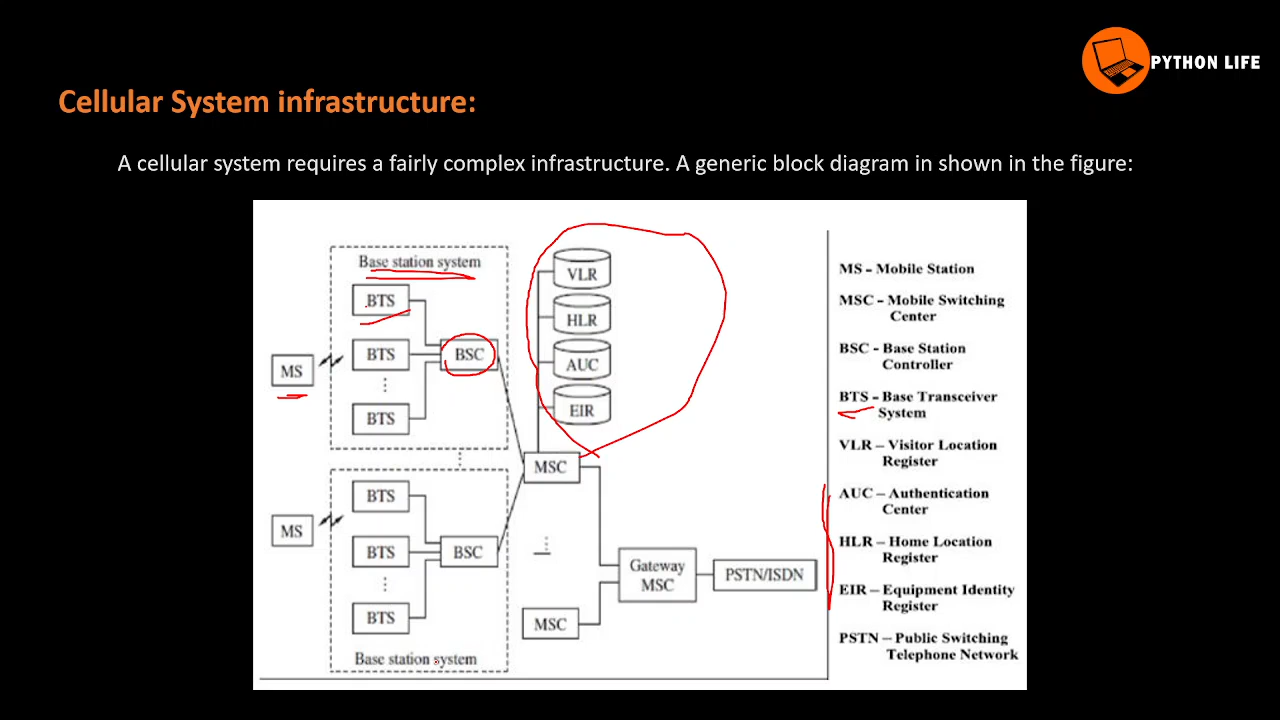 PYTHON LIFE
Cellular System infrastructure:
A cellular system requires a fairly complex infrastructure. A generic block diagram in shown in the figure:
Base station system
BTS
BTS
BTS
BSC
MS
VLR
HLR
AUC
EIR
MSC
BTS
BTS
BTS
BSC
MS
Base station system
MSC
Gateway
MSC
PSTN/ISDN
MS - Mobile Station
MSC - Mobile Switching
Center
BSC - Base Station
Controller
BTS - Base Transceiver
System
VLR – Visitor Location
Register
AUC – Authentication
Center
HLR – Home Location
Register
EIR – Equipment Identity
Register
PSTN – Public Switching
Telephone Network